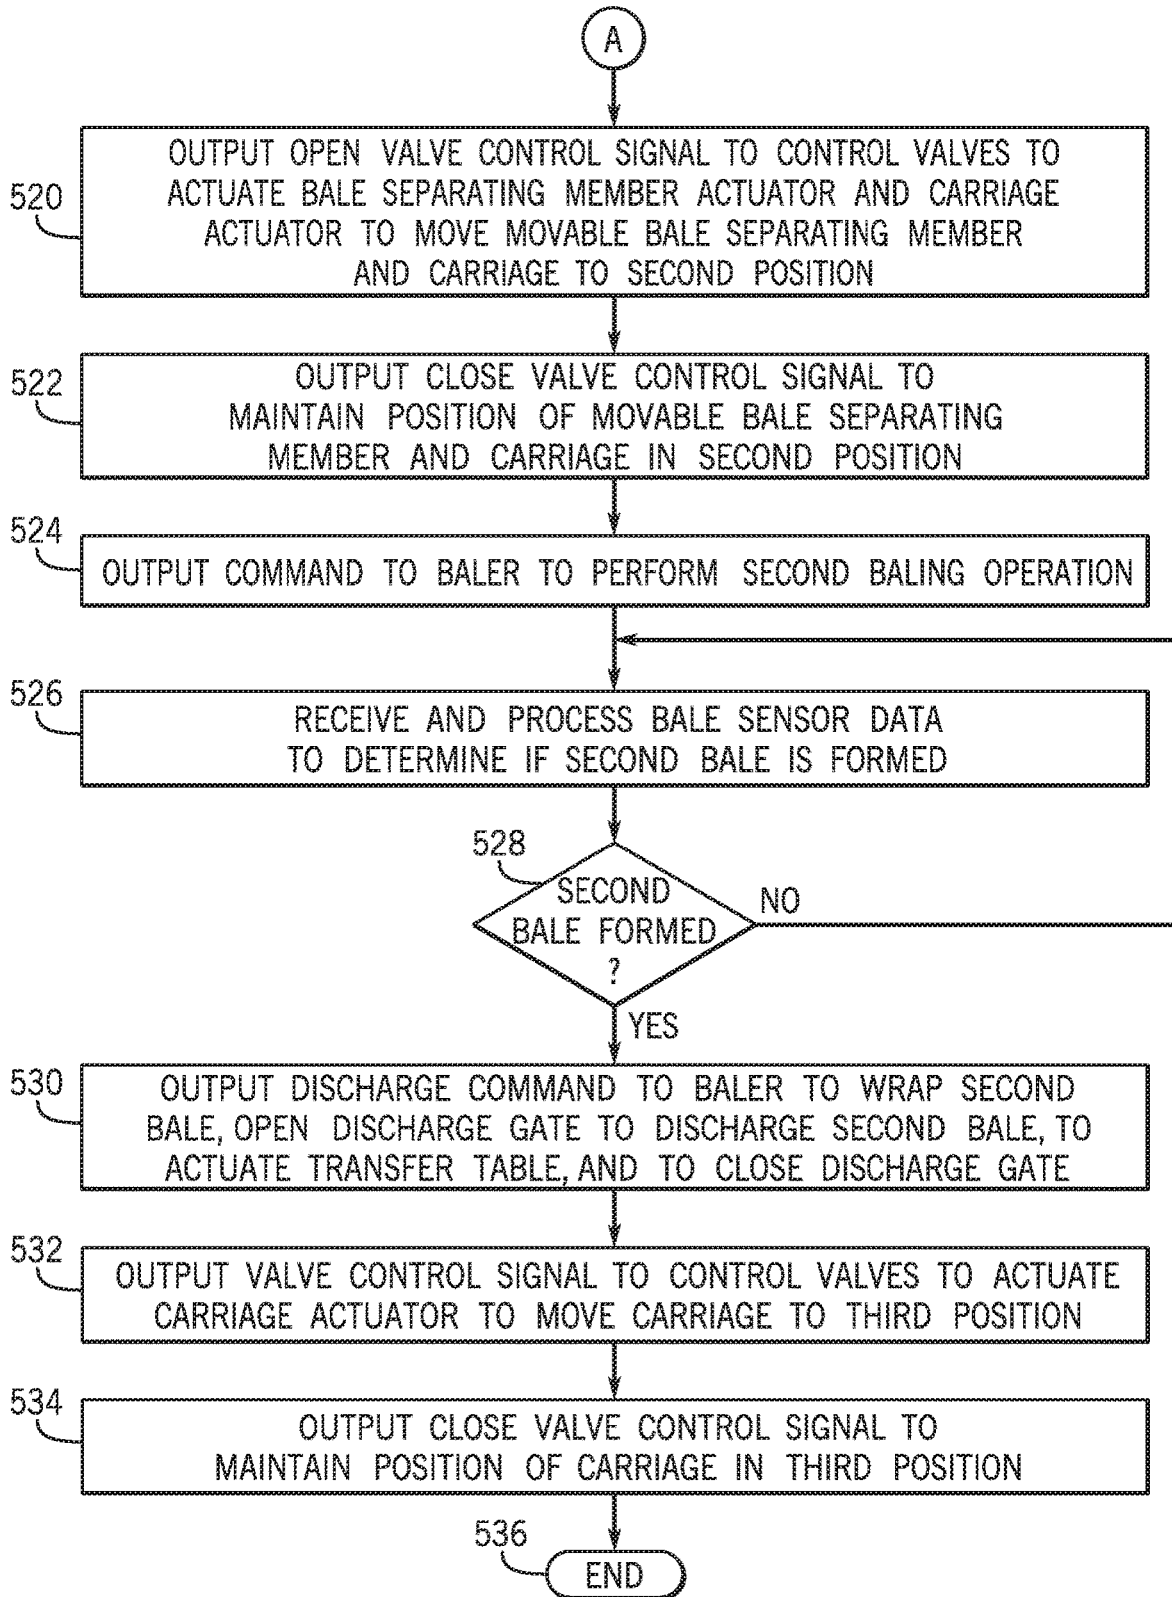 A
520
OUTPUT OPEN VALVE CONTROL SIGNAL TO CONTROL VALVES TO
ACTUATE BALE SEPARATING MEMBER ACTUATOR AND CARRIAGE
ACTUATOR TO MOVE MOVABLE BALE SEPARATING MEMBER
AND CARRIAGE TO SECOND POSITION
522
OUTPUT CLOSE VALVE CONTROL SIGNAL TO
MAINTAIN POSITION OF MOVABLE BALE SEPARATING
MEMBER AND CARRIAGE IN SECOND POSITION
524
OUTPUT COMMAND TO BALER TO PERFORM SECOND BALING OPERATION
526
RECEIVE AND PROCESS BALE SENSOR DATA
TO DETERMINE IF SECOND BALE IS FORMED
528
SECOND
BALE FORMED
?
NO
YES
530
OUTPUT DISCHARGE COMMAND TO BALER TO WRAP SECOND
BALE, OPEN DISCHARGE GATE TO DISCHARGE SECOND BALE, TO
ACTUATE TRANSFER TABLE, AND TO CLOSE DISCHARGE GATE
532
OUTPUT VALVE CONTROL SIGNAL TO CONTROL VALVES TO ACTUATE
CARRIAGE ACTUATOR TO MOVE CARRIAGE TO THIRD POSITION
534
OUTPUT CLOSE VALVE CONTROL SIGNAL TO
MAINTAIN POSITION OF CARRIAGE IN THIRD POSITION
536
END